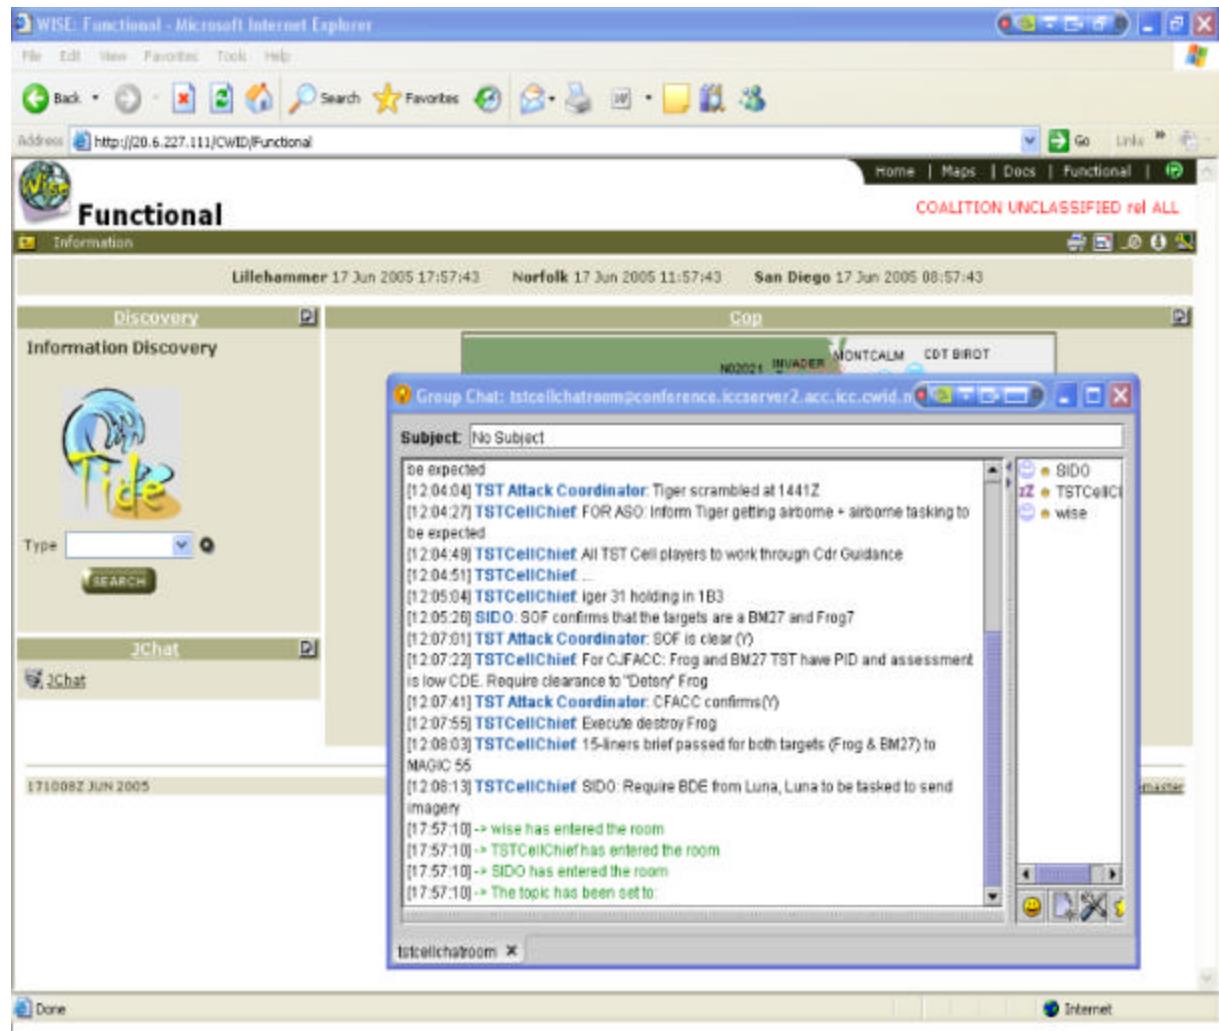 WISE: Functional - Microsoft Internet Explorer
File Edit View Favorites Tools Help
Back Search Favorites
Address http://20.6.227.111/CWID/Functional Go Links
Wise
Home | Maps | Docs | Functional |
Functional
COALITION UNCLASSIFIED rel ALL
Information
Lillehammer 17 Jun 2005 17:57:43 Norfolk 17 Jun 2005 11:57:43 San Diego 17 Jun 2005 08:57:43
Discovery
Cop
Information Discovery
Tide
Type
SEARCH
JChat
JChat
171008Z JUN 2005
master
N02021 INVADER MONTCALM CDT BIROT
Group Chat: tstcellchatroom@conference.iccserver2.acc.icc.cwid.n
Subject: No Subject
be expected
[12:04:04] TST Attack Coordinator: Tiger scrambled at 1441Z
[12:04:27] TSTCellChief: FOR ASO: Inform Tiger getting airborne + airborne tasking to
be expected
[12:04:49] TSTCellChief: All TST Cell players to work through Cdr Guidance
[12:04:51] TSTCellChief: ...
[12:05:04] TSTCellChief: iger 31 holding in 1B3
[12:05:26] SIDO: SOF confirms that the targets are a BM27 and Frog7
[12:07:01] TST Attack Coordinator: SOF is clear (Y)
[12:07:22] TSTCellChief: For CJFACC: Frog and BM27 TST have PID and assessment
is low CDE. Require clearance to "Detsry" Frog
[12:07:41] TST Attack Coordinator: CFACC confirms(Y)
[12:07:55] TSTCellChief: Execute destroy Frog
[12:08:03] TSTCellChief: 15-liners brief passed for both targets (Frog & BM27) to
MAGIC 55
[12:08:13] TSTCellChief: SIDO: Require BDE from Luna, Luna to be tasked to send
imagery
[17:57:10] -> wise has entered the room
[17:57:10] -> TSTCellChief has entered the room
[17:57:10] -> SIDO has entered the room
[17:57:10] -> The topic has been set to:
SIDO
zZ TSTCellCl
wise
tstcellchatroom
Done
Internet